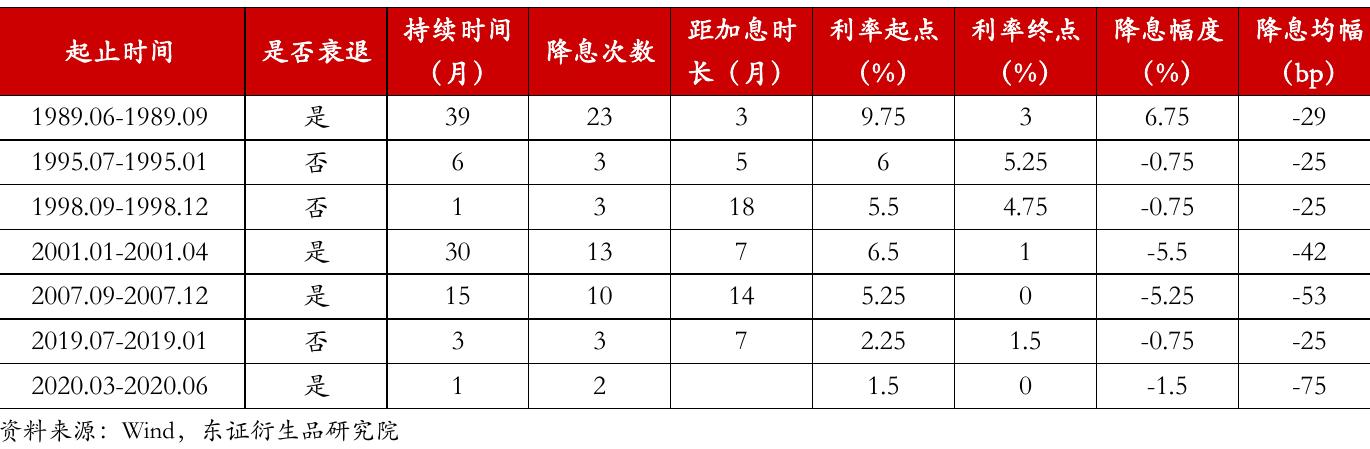 起止时间 是否衰退 持续时间（月） 降息次数 距加息时长（月） 利率起点（%） 利率终点（%） 降息幅度（%） 降息均幅（bp）
1989.06-1989.09 是 39 23 3 9.75 3 6.75 -29
1995.07-1995.01 否 6 3 5 6 5.25 -0.75 -25
1998.09-1998.12 否 1 3 18 5.5 4.75 -0.75 -25
2001.01-2001.04 是 30 13 7 6.5 1 -5.5 -42
2007.09-2007.12 是 15 10 14 5.25 0 -5.25 -53
2019.07-2019.01 否 3 3 7 2.25 1.5 -0.75 -25
2020.03-2020.06 是 1 2 1.5 0 -1.5 -75
资料来源：Wind，东证衍生品研究院